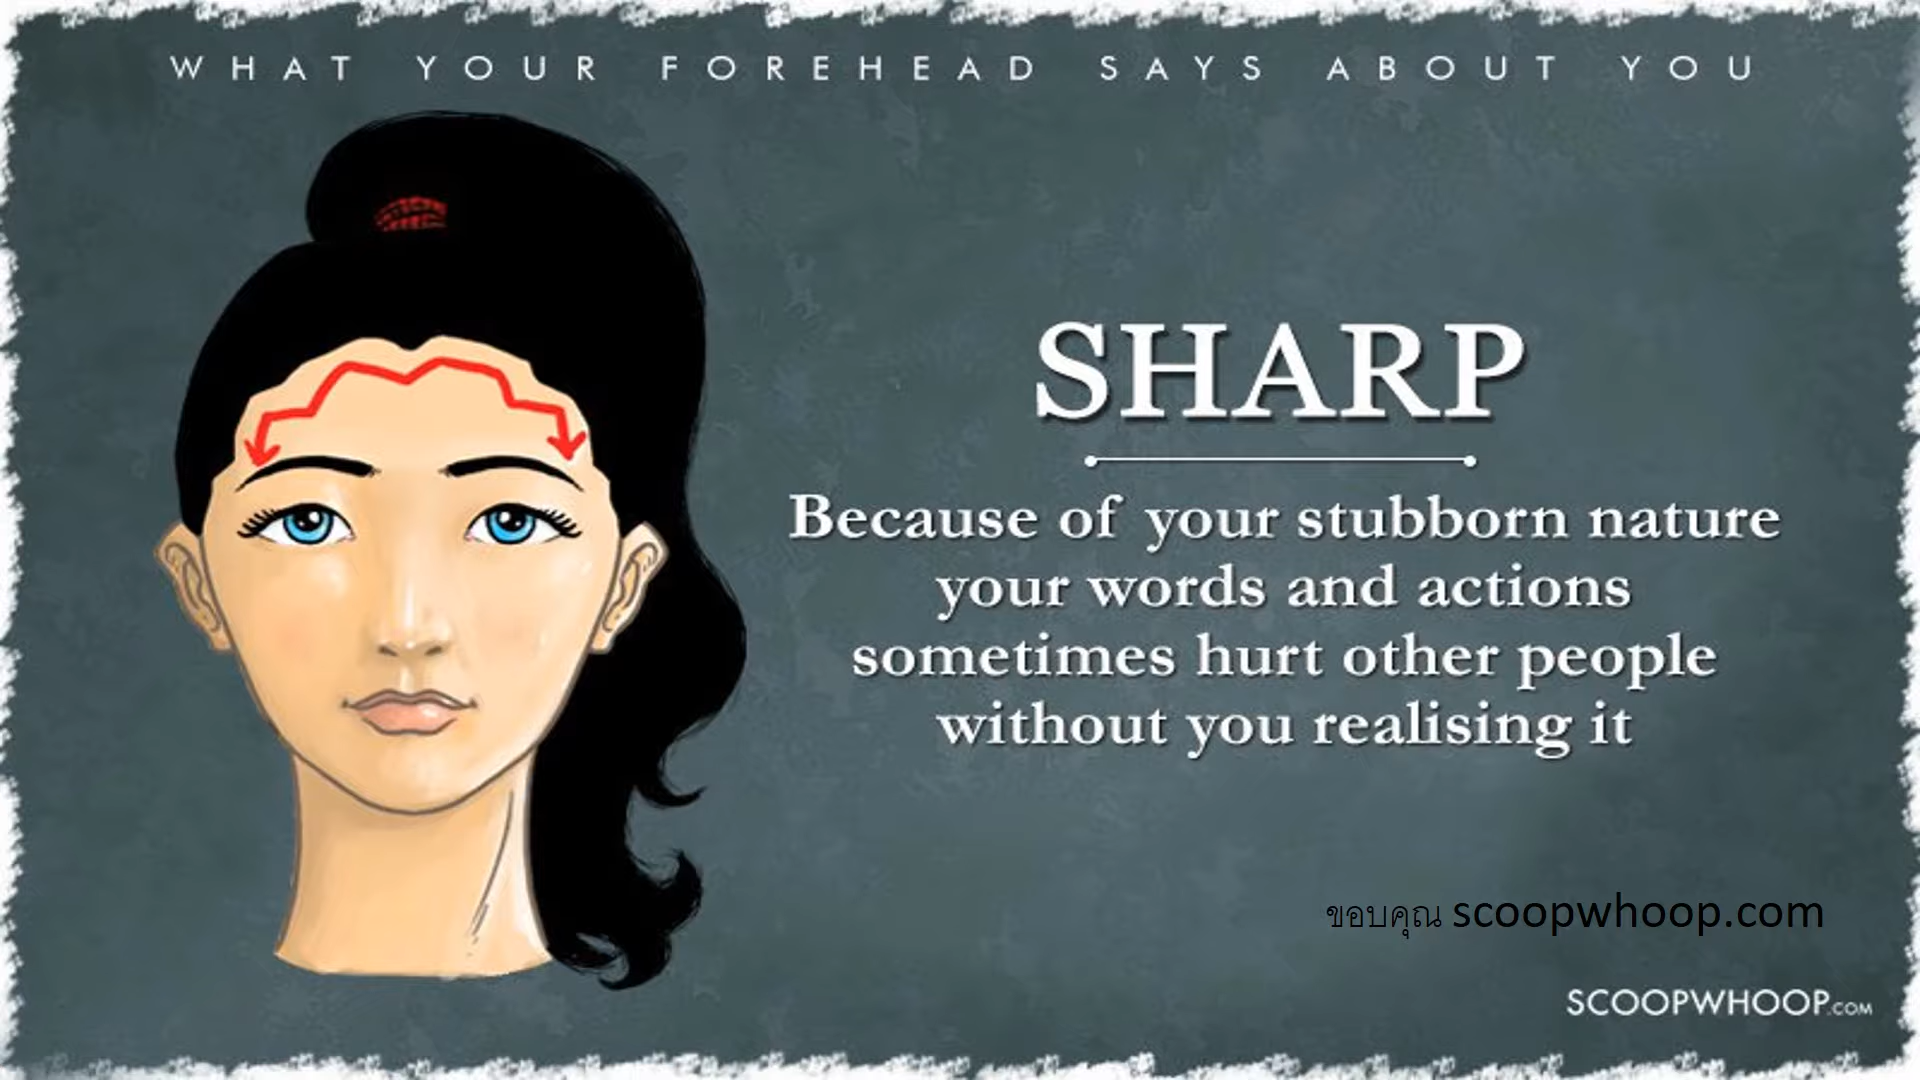 WHAT YOUR FOREHEAD SAYS ABOUT YOU
SHARP
Because of your stubborn nature
your words and actions
sometimes hurt other people
without you realising it
ขอบคุณ scoopwhoop.com
SCOOPWHOOP.COM